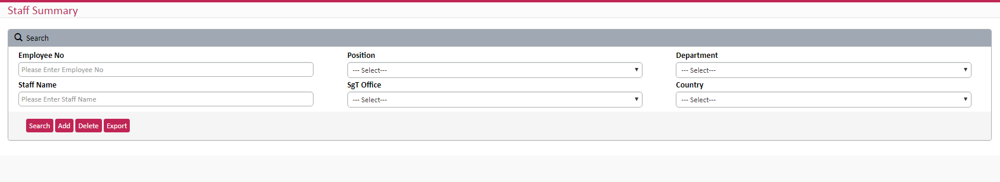 Staff Summary
Search
Employee No
Position
Department
Please Enter Employee No
--- Select---
--- Select---
Staff Name
SgT Office
Country
Please Enter Staff Name
--- Select---
--- Select---
Search Add Delete Export